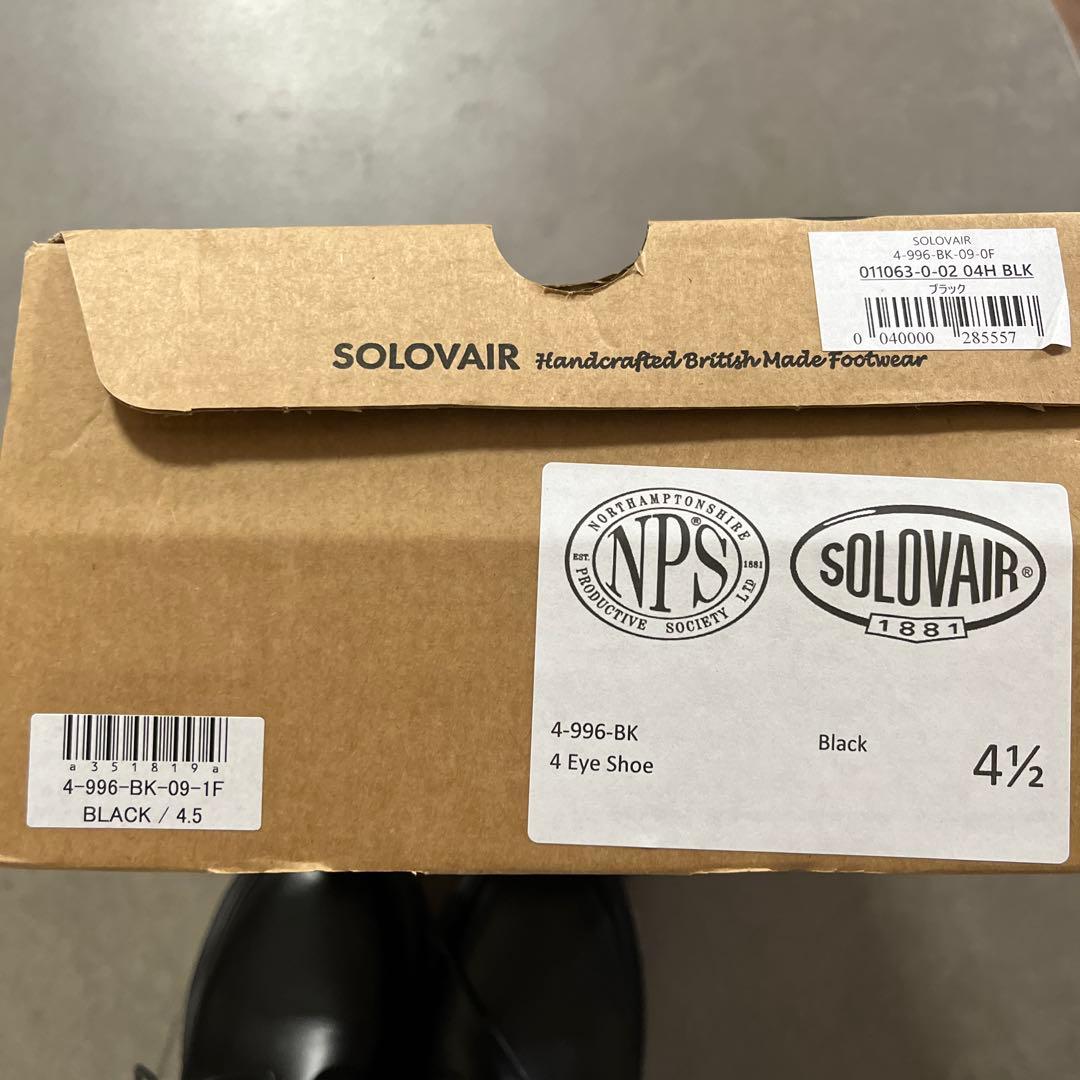 SOLOVAIR
4-996-BK-09-0F
011063-0-02 04H BLK
ブラック
0 040000 285557
SOLOVAIR Handcrafted British Made Footwear
NORTHAMPTONSHIRE
EST. NPS® 1881
PRODUCTIVE SOCIETY LTD
SOLOVAIR®
1881
4-996-BK
Black
4½
4 Eye Shoe
a351819a
4-996-BK-09-1F
BLACK / 4.5